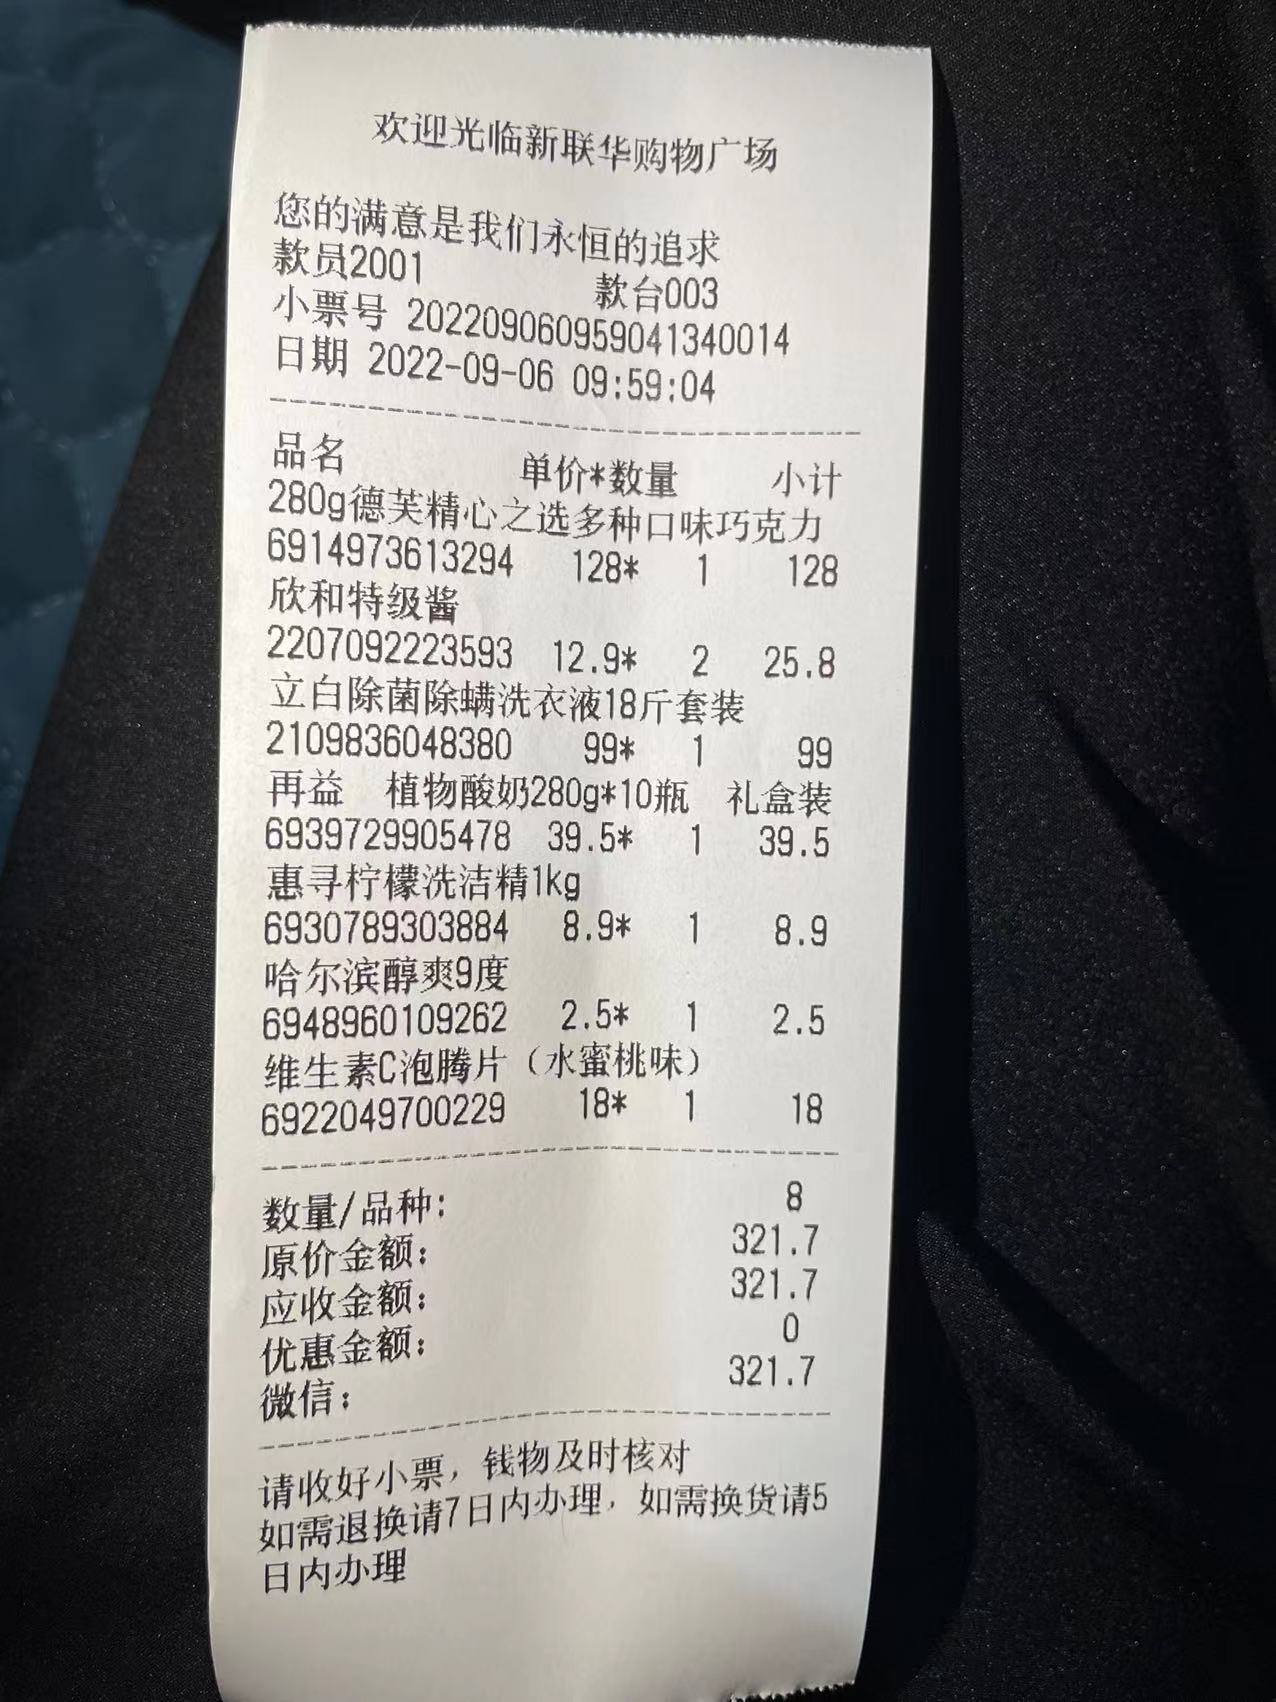 欢迎光临新联华购物广场
您的满意是我们永恒的追求
款员2001 款台003
小票号 202209060959041340014
日期 2022-09-06 09:59:04
品名 单价*数量 小计
280g德芙精心之选多种口味巧克力
6914973613294 128* 1 128
欣和特级酱
2207092223593 12.9* 2 25.8
立白除菌除螨洗衣液18斤套装
2109836048380 99* 1 99
再益 植物酸奶280g*10瓶 礼盒装
6939729905478 39.5* 1 39.5
惠寻柠檬洗洁精1kg
6930789303884 8.9* 1 8.9
哈尔滨醇爽9度
6948960109262 2.5* 1 2.5
维生素C泡腾片（水蜜桃味）
6922049700229 18* 1 18
数量/品种: 8
原价金额: 321.7
应收金额: 321.7
优惠金额: 0
微信: 321.7
请收好小票，钱物及时核对
如需退换请7日内办理，如需换货请5
日内办理